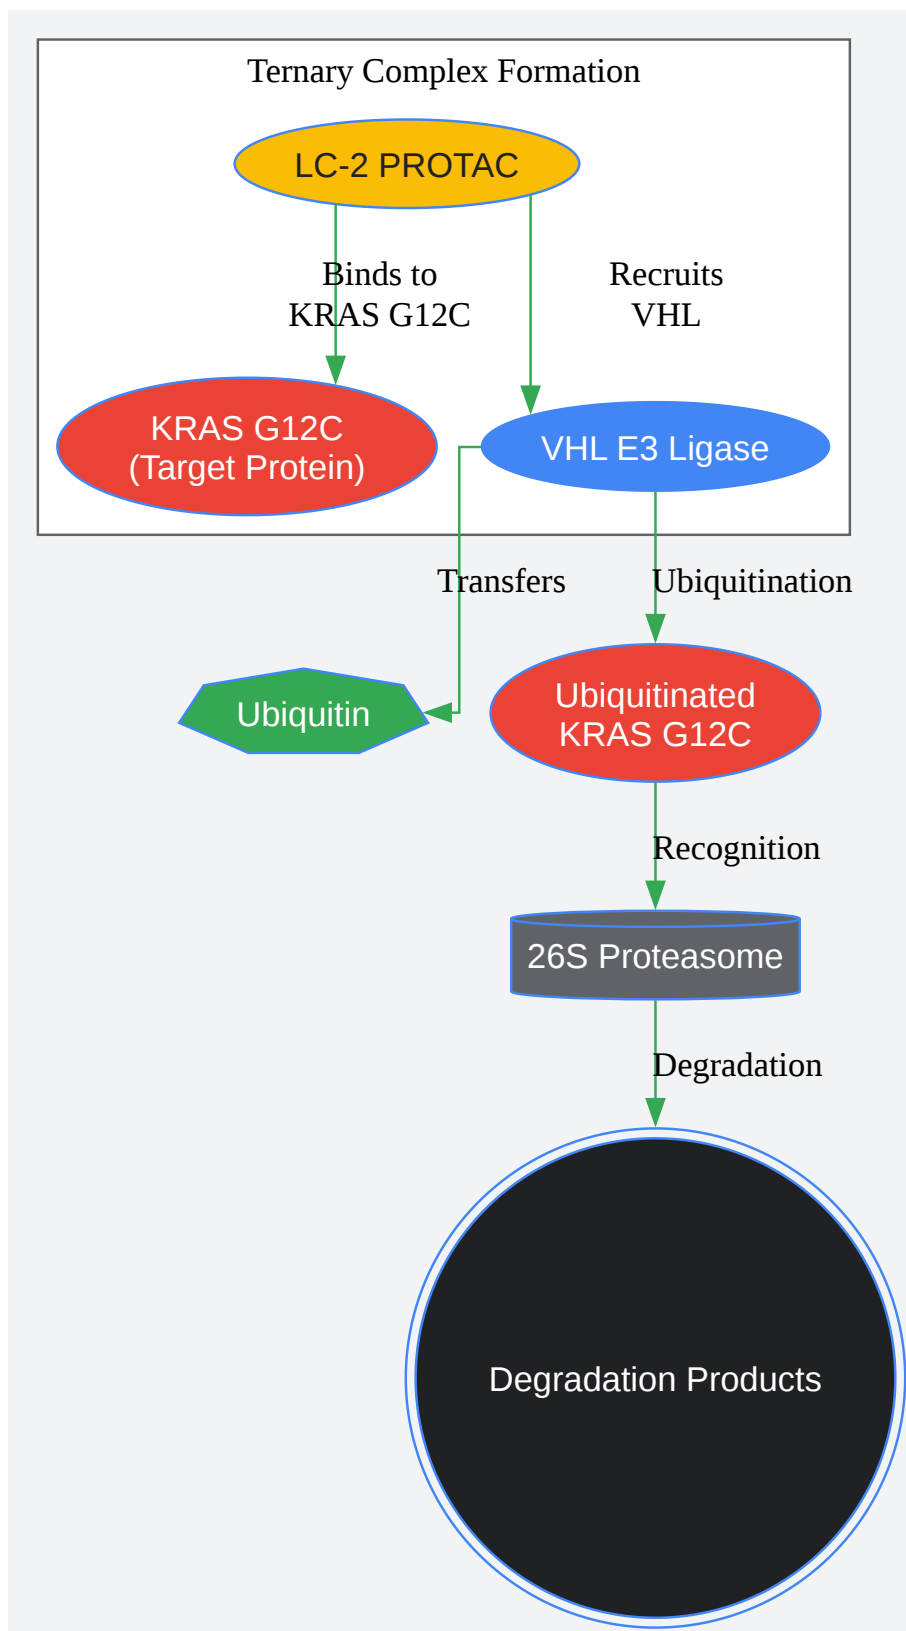 Ternary Complex Formation
LC-2 PROTAC
Binds to
KRAS G12C
Recruits
VHL
KRAS G12C
(Target Protein)
VHL E3 Ligase
Transfers
Ubiquitination
Ubiquitin
Ubiquitinated
KRAS G12C
Recognition
26S Proteasome
Degradation
Degradation Products